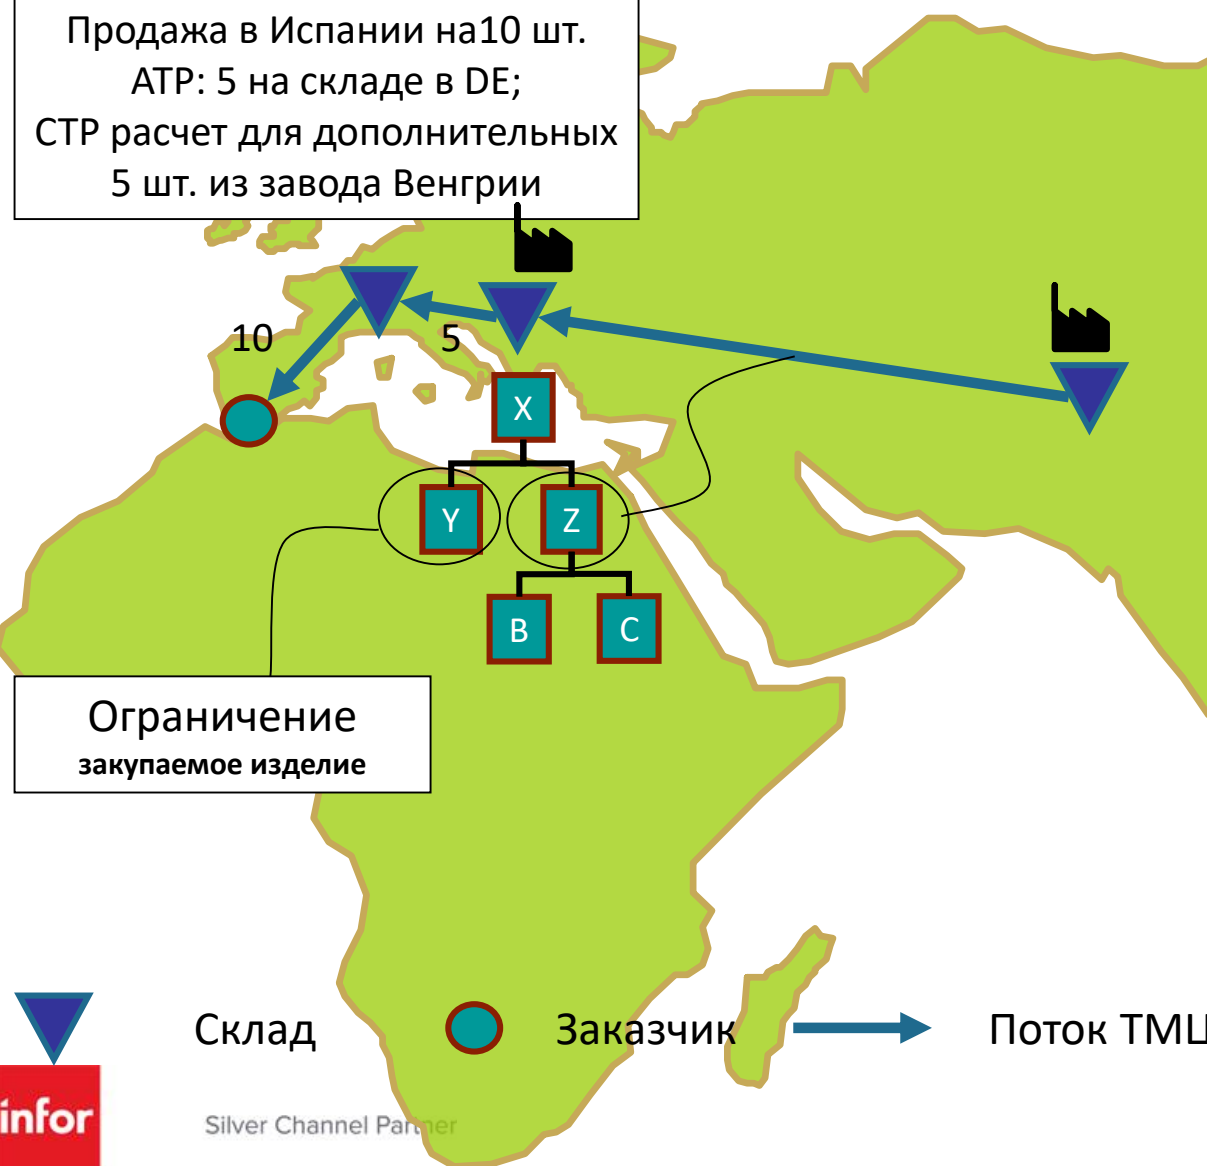 Продажа в Испании на10 шт.
ATP: 5 на складе в DE;
CTP расчет для дополнительных
5 шт. из завода Венгрии
10
5
X
Y
Z
B
C
Ограничение
закупаемое изделие
Склад
Заказчик
Поток ТМЦ
infor
Silver Channel Partner